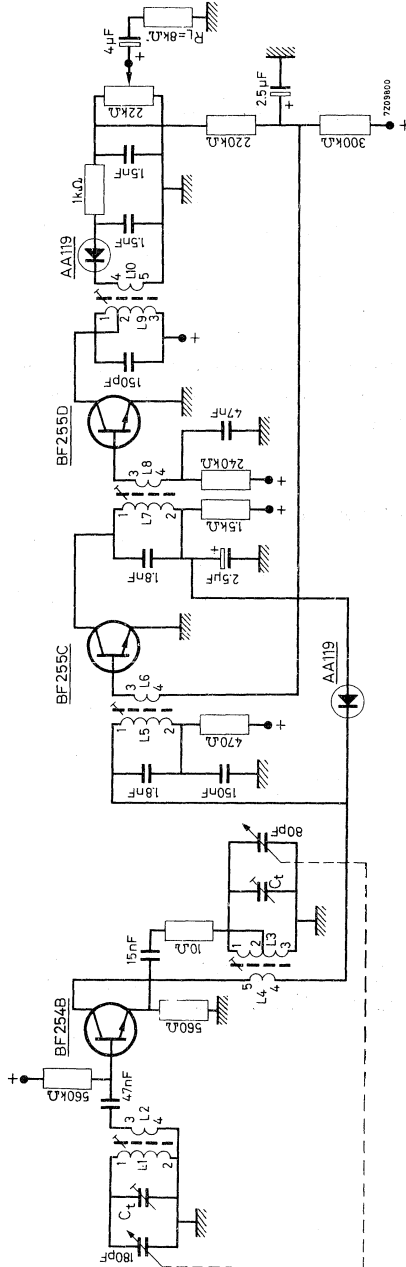 180pF
Ct
1
L1
2
3
L2
4
47nF
+
560kΩ
BF254B
560Ω
15nF
10Ω
5
L4
4
1
2
L3
3
Ct
80pF
1.8nF
150nF
1
L5
2
470Ω
+
3
L6
4
BF255C
AA119
1.8nF
+
2.5µF
1
L7
2
1.5kΩ
+
3
L8
4
240kΩ
+
47nF
BF255D
150pF
1
2
L9
3
+
4
L10
5
AA119
1.5nF
1kΩ
1.5nF
22kΩ
4µF
+
RL=8kΩ
220kΩ
2.5µF
+
300kΩ
+
7Z09800